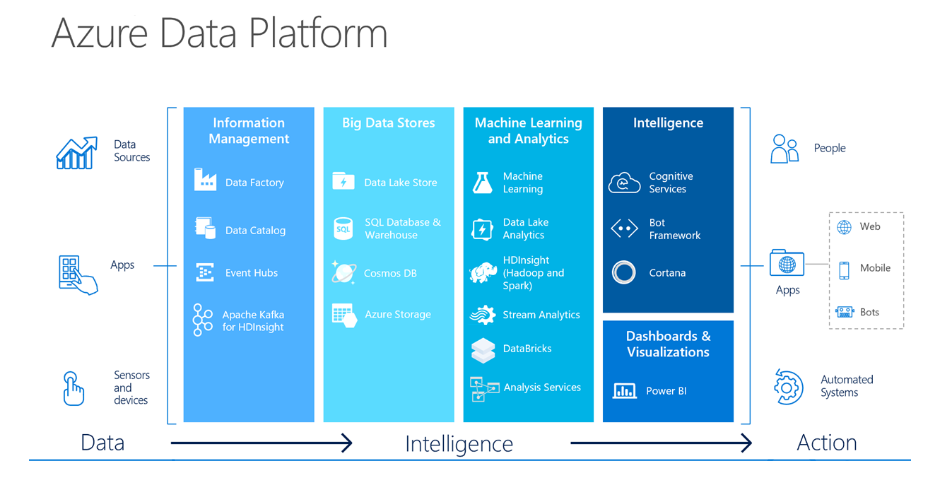 Azure Data Platform
Data
Sources
Apps
Sensors
and
devices
Information
Management
Data Factory
Data Catalog
Event Hubs
Apache Kafka
for HDInsight
Big Data Stores
Data Lake Store
SQL
SQL Database &
Warehouse
Cosmos DB
Azure Storage
Machine Learning
and Analytics
Machine
Learning
Data Lake
Analytics
HDInsight
(Hadoop and
Spark)
Stream Analytics
DataBricks
Analysis Services
Intelligence
Cognitive
Services
Bot
Framework
Cortana
Dashboards &
Visualizations
Power BI
People
Apps
Web
Mobile
Bots
Automated
Systems
Data
Intelligence
Action